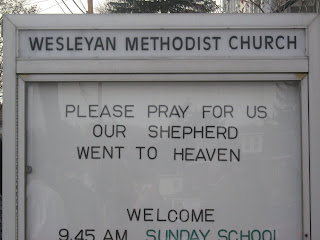 WESLEYAN METHODIST CHURCH
PLEASE PRAY FOR US
OUR SHEPHERD
WENT TO HEAVEN
WELCOME
9.45 AM SUNDAY SCHOOL